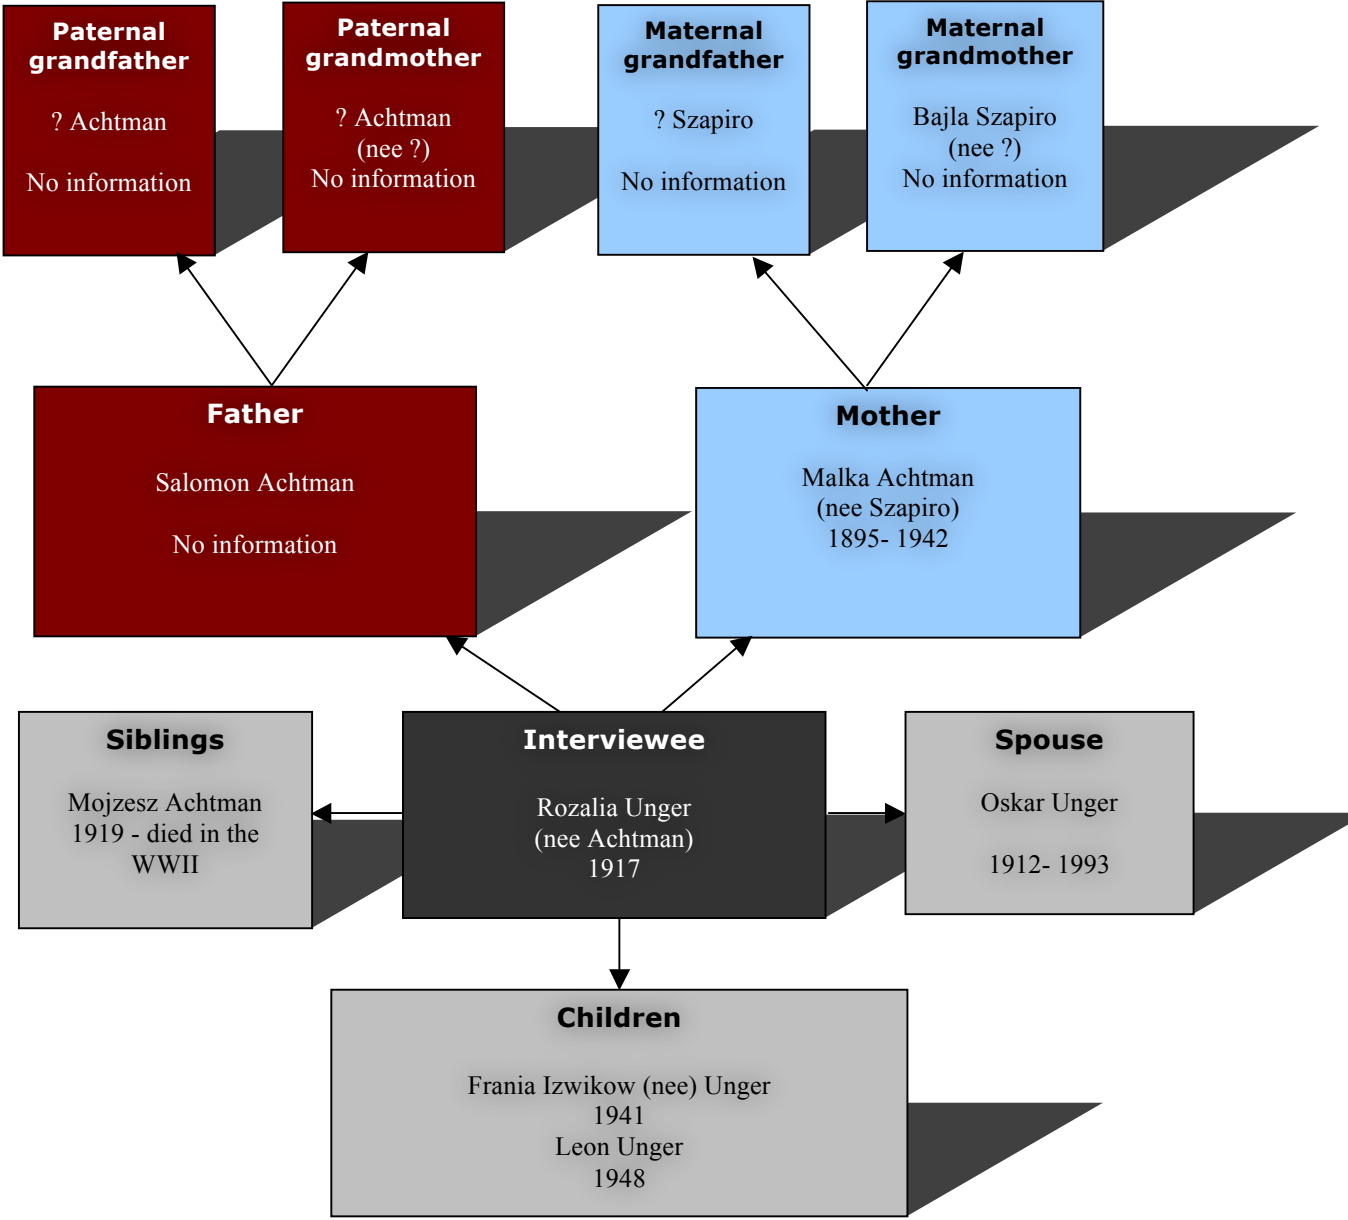 Paternal
grandfather
? Achtman
No information
Paternal
grandmother
? Achtman
(nee ?)
No information
Maternal
grandfather
? Szapiro
No information
Maternal
grandmother
Bajla Szapiro
(nee ?)
No information
Father
Salomon Achtman
No information
Mother
Malka Achtman
(nee Szapiro)
1895- 1942
Siblings
Mojzesz Achtman
1919 - died in the
WWII
Interviewee
Rozalia Unger
(nee Achtman)
1917
Spouse
Oskar Unger
1912- 1993
Children
Frania Izwikow (nee) Unger
1941
Leon Unger
1948